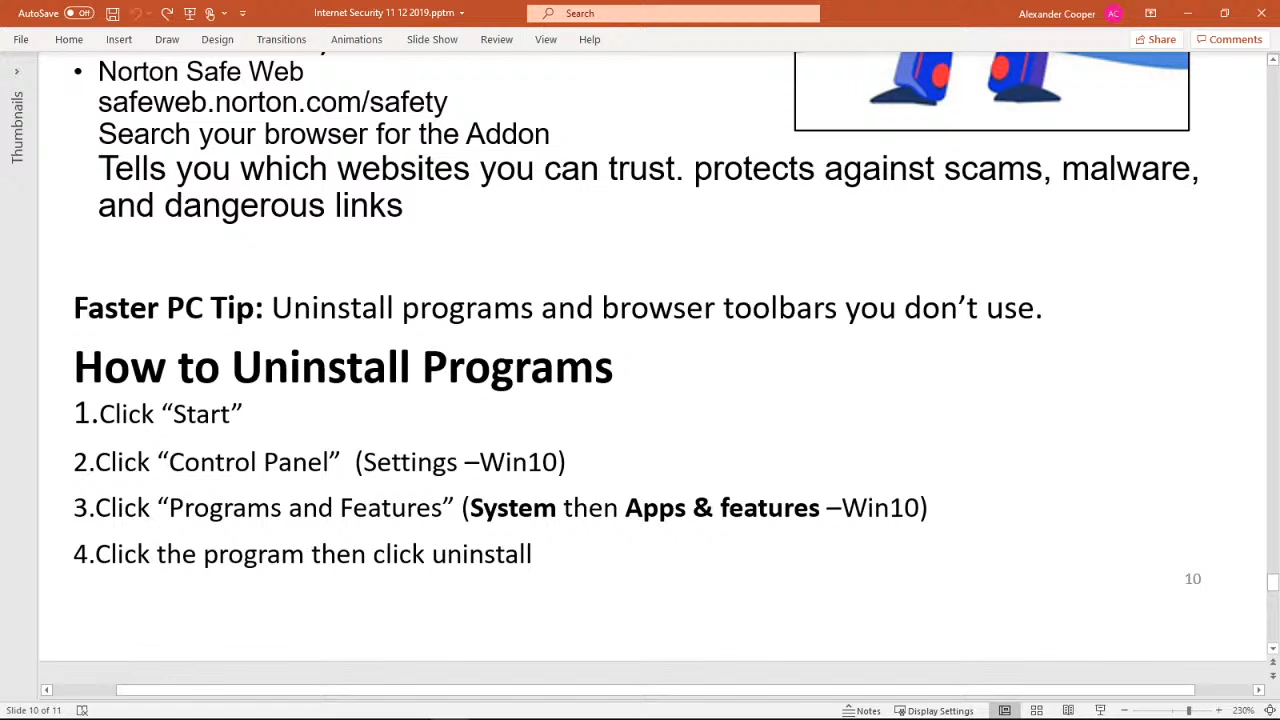 AutoSave Off
Internet Security 11 12 2019.pptm
Search
Alexander Cooper AC
File Home Insert Draw Design Transitions Animations Slide Show Review View Help
Share Comments
Thumbnails
• Norton Safe Web
safeweb.norton.com/safety
Search your browser for the Addon
Tells you which websites you can trust. protects against scams, malware,
and dangerous links
Faster PC Tip: Uninstall programs and browser toolbars you don’t use.
How to Uninstall Programs
1.Click “Start”
2.Click “Control Panel” (Settings –Win10)
3.Click “Programs and Features” (System then Apps & features –Win10)
4.Click the program then click uninstall
10
Slide 10 of 11
Notes Display Settings 230%